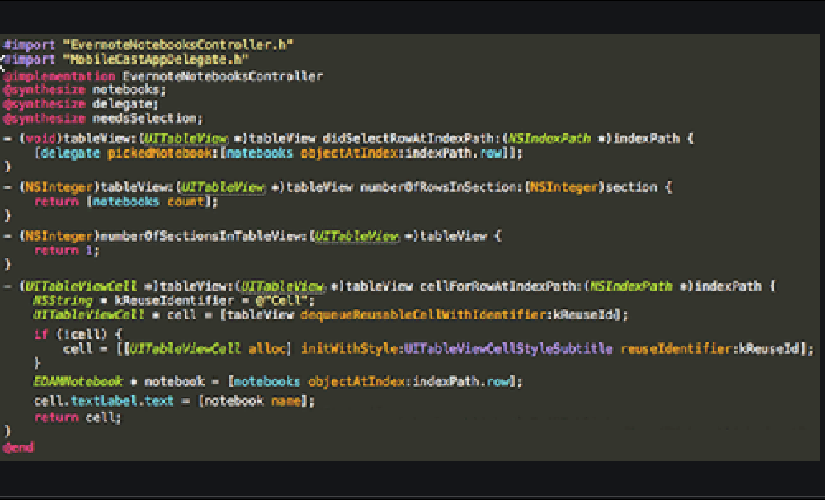 #import "EvernoteNotebooksController.h"
#import "MobileCastAppDelegate.h"
@implementation EvernoteNotebooksController
@synthesize notebooks;
@synthesize delegate;
@synthesize needsSelection;
- (void)tableView:(UITableView *)tableView didSelectRowAtIndexPath:(NSIndexPath *)indexPath {
[delegate pickedNotebook:[notebooks objectAtIndex:indexPath.row]];
}
- (NSInteger)tableView:(UITableView *)tableView numberOfRowsInSection:(NSInteger)section {
return [notebooks count];
}
- (NSInteger)numberOfSectionsInTableView:(UITableView *)tableView {
return 1;
}
- (UITableViewCell *)tableView:(UITableView *)tableView cellForRowAtIndexPath:(NSIndexPath *)indexPath {
NSString * kReuseIdentifier = @"Cell";
UITableViewCell * cell = [tableView dequeueReusableCellWithIdentifier:kReuseId];
if (!cell) {
cell = [[UITableViewCell alloc] initWithStyle:UITableViewCellStyleSubtitle reuseIdentifier:kReuseId];
}
EDAMNotebook * notebook = [notebooks objectAtIndex:indexPath.row];
cell.textLabel.text = [notebook name];
return cell;
}
@end